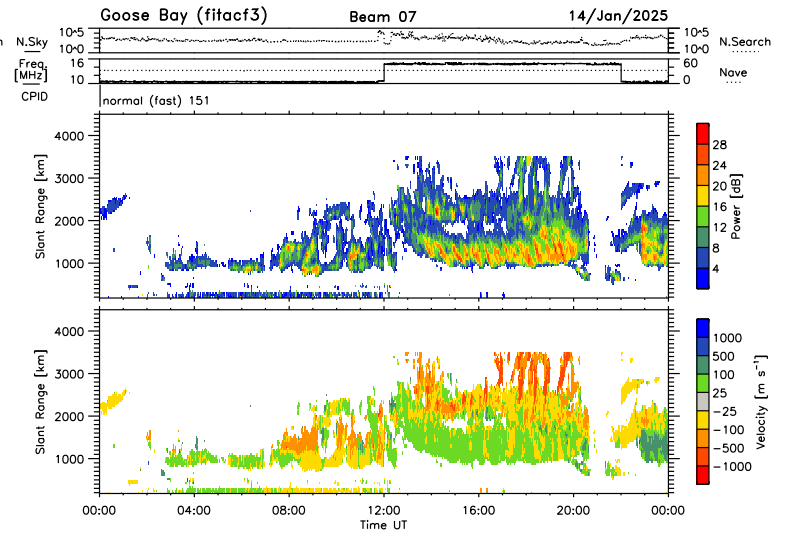 Goose Bay (fitacf3) Beam 07 14/Jan/2025
n N.Sky 10^5 10^0 10^5 10^0 N.Search
Freq. [MHz] 16 10 60 0 Nave
CPID normal (fast) 151
Slant Range [km] 4000 3000 2000 1000
28 24 20 16 12 8 4 Power [dB]
Slant Range [km] 4000 3000 2000 1000
1000 500 100 25 −25 −100 −500 −1000 Velocity [m s⁻¹]
00:00 04:00 08:00 12:00 16:00 20:00 00:00
Time UT